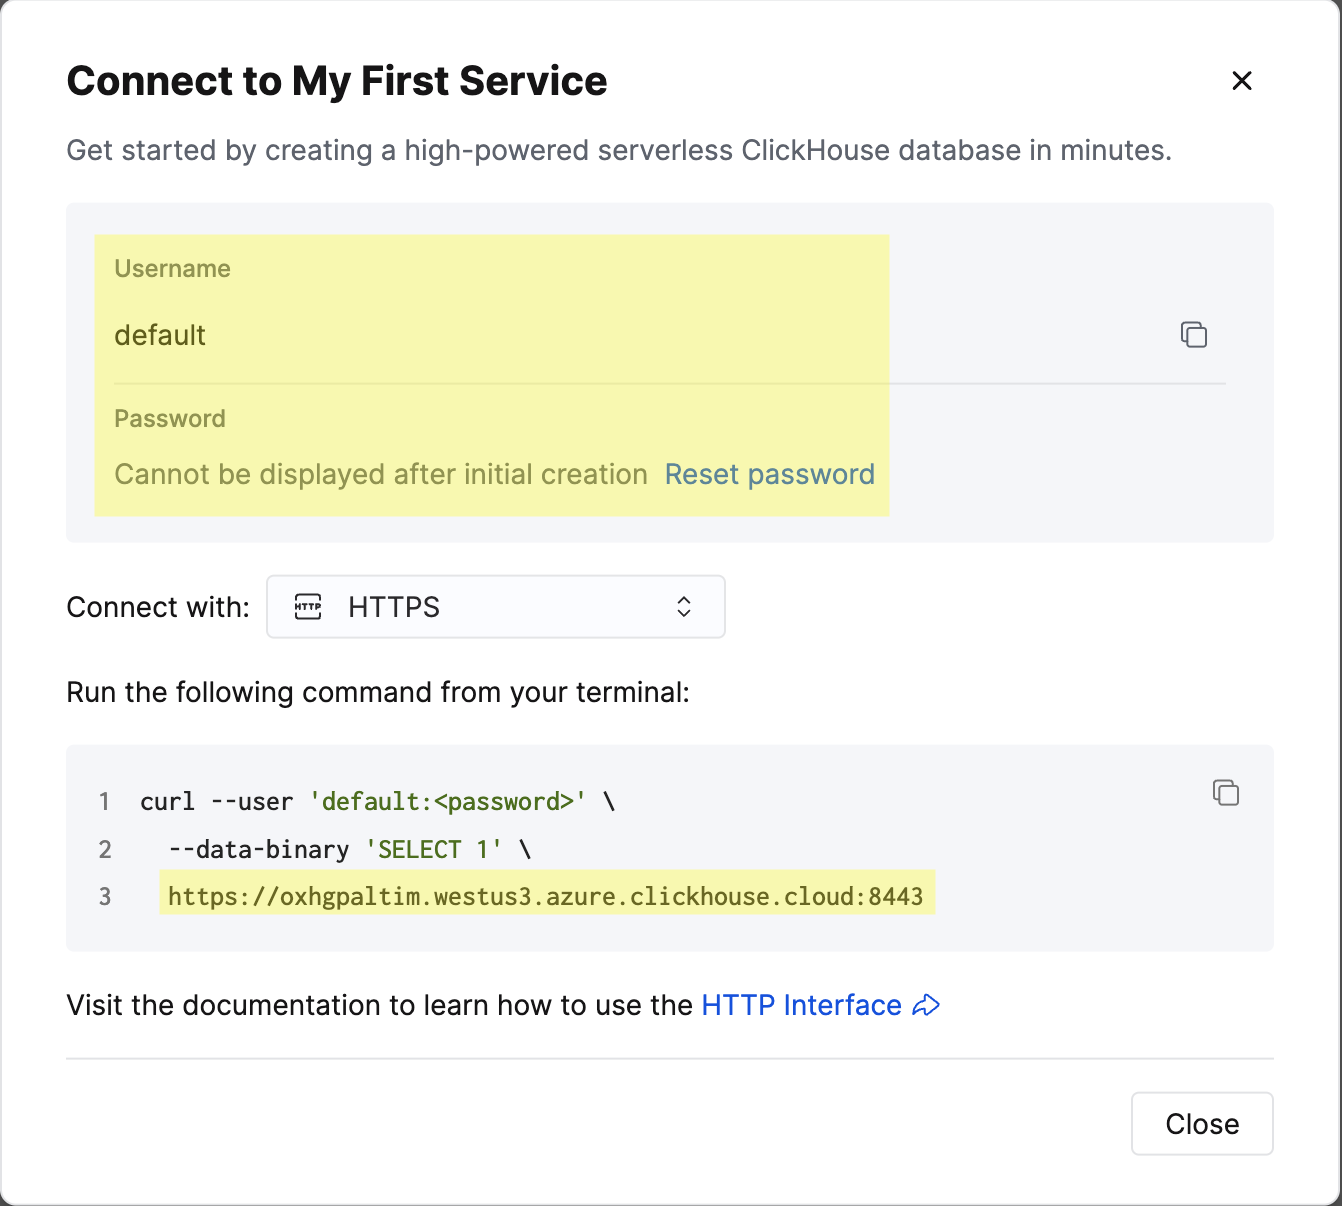 Connect to My First Service
Get started by creating a high-powered serverless ClickHouse database in minutes.
Username
default
Password
Cannot be displayed after initial creation Reset password
Connect with: HTTP HTTPS
Run the following command from your terminal:
1 curl --user 'default:<password>' \
2 --data-binary 'SELECT 1' \
3 https://oxhgpaltim.westus3.azure.clickhouse.cloud:8443
Visit the documentation to learn how to use the HTTP Interface
Close